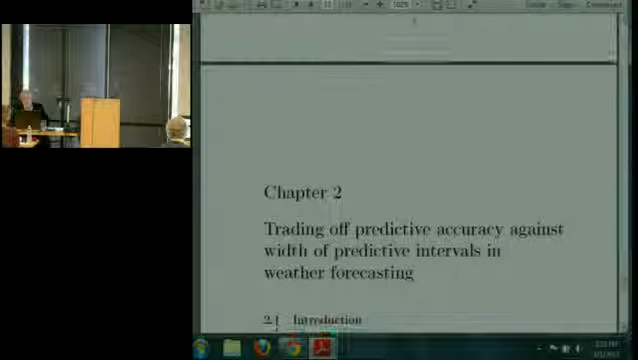 Chapter 2
Trading off predictive accuracy against
width of predictive intervals in
weather forecasting
2.1 Introduction